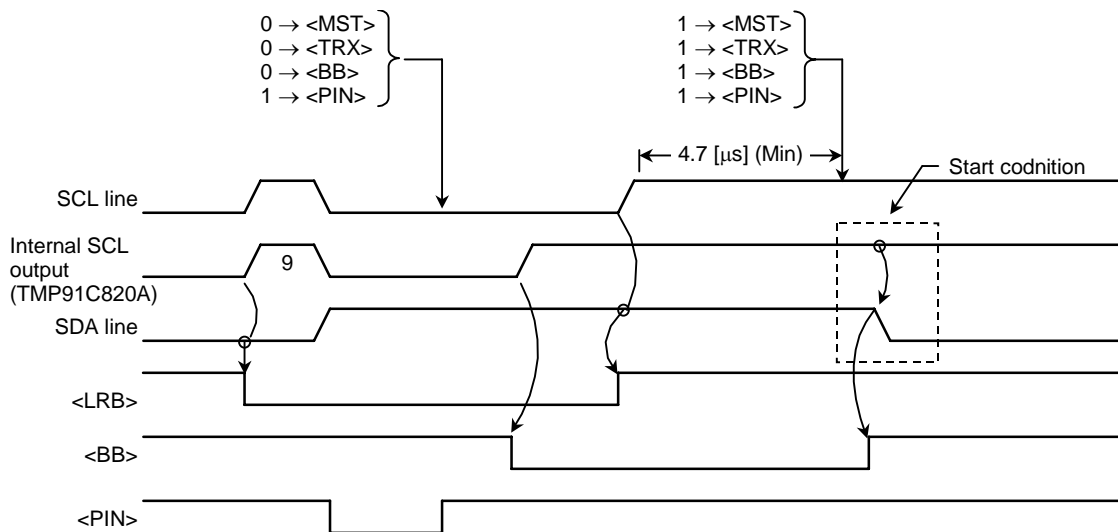 0 → <MST>
0 → <TRX>
0 → <BB>
1 → <PIN>
1 → <MST>
1 → <TRX>
1 → <BB>
1 → <PIN>
4.7 [μs] (Min)
Start codnition
SCL line
Internal SCL
output
(TMP91C820A)
9
SDA line
<LRB>
<BB>
<PIN>